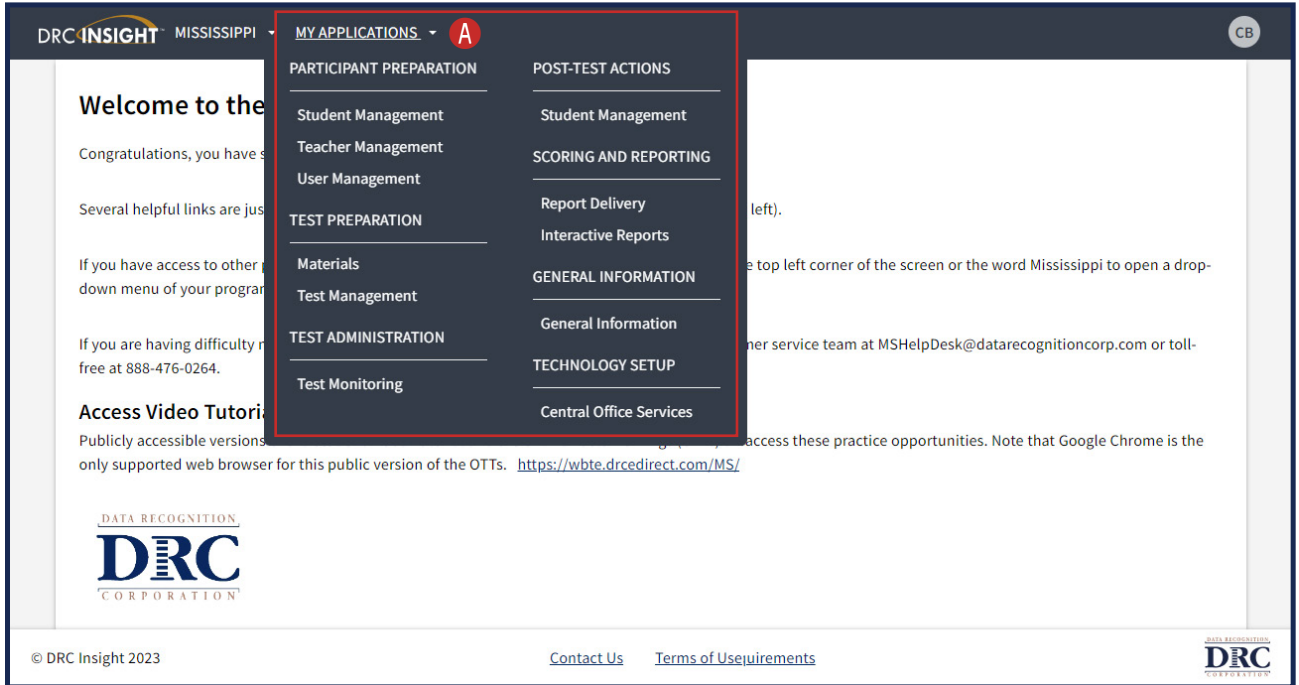 DRC INSIGHT MISSISSIPPI MY APPLICATIONS A CB
PARTICIPANT PREPARATION
Student Management
Teacher Management
User Management
TEST PREPARATION
Materials
Test Management
TEST ADMINISTRATION
Test Monitoring
POST-TEST ACTIONS
Student Management
SCORING AND REPORTING
Report Delivery
Interactive Reports
GENERAL INFORMATION
General Information
TECHNOLOGY SETUP
Central Office Services
Welcome to the
Congratulations, you have
Several helpful links are left).
If you have access to other e top left corner of the screen or the word Mississippi to open a drop-
down menu of your
If you are having difficulty service team at MSHelpDesk@datarecognitioncorp.com or toll-
free at 888-476-0264.
Access Video
Publicly accessible versions access these practice opportunities. Note that Google Chrome is the
only supported web browser for this public version of the OTTs. https://wbte.drcedirect.com/MS/
DATA RECOGNITION
DRC
CORPORATION
© DRC Insight 2023 Contact Us Terms of Usequirements
DATA RECOGNITION
DRC
CORPORATION